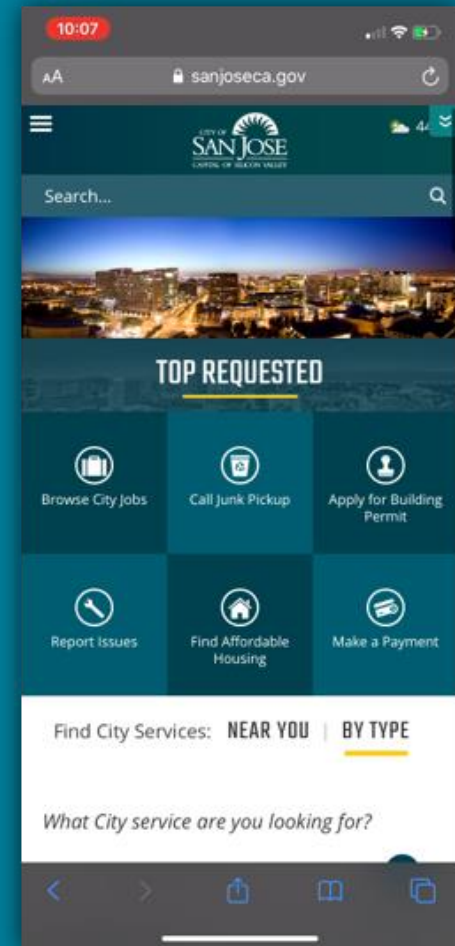 10:07
AA sanjoseca.gov
CITY OF
SAN JOSE
CAPITAL OF SILICON VALLEY
Search...
TOP REQUESTED
Browse City Jobs
Call Junk Pickup
Apply for Building
Permit
Report Issues
Find Affordable
Housing
Make a Payment
Find City Services: NEAR YOU | BY TYPE
What City service are you looking for?